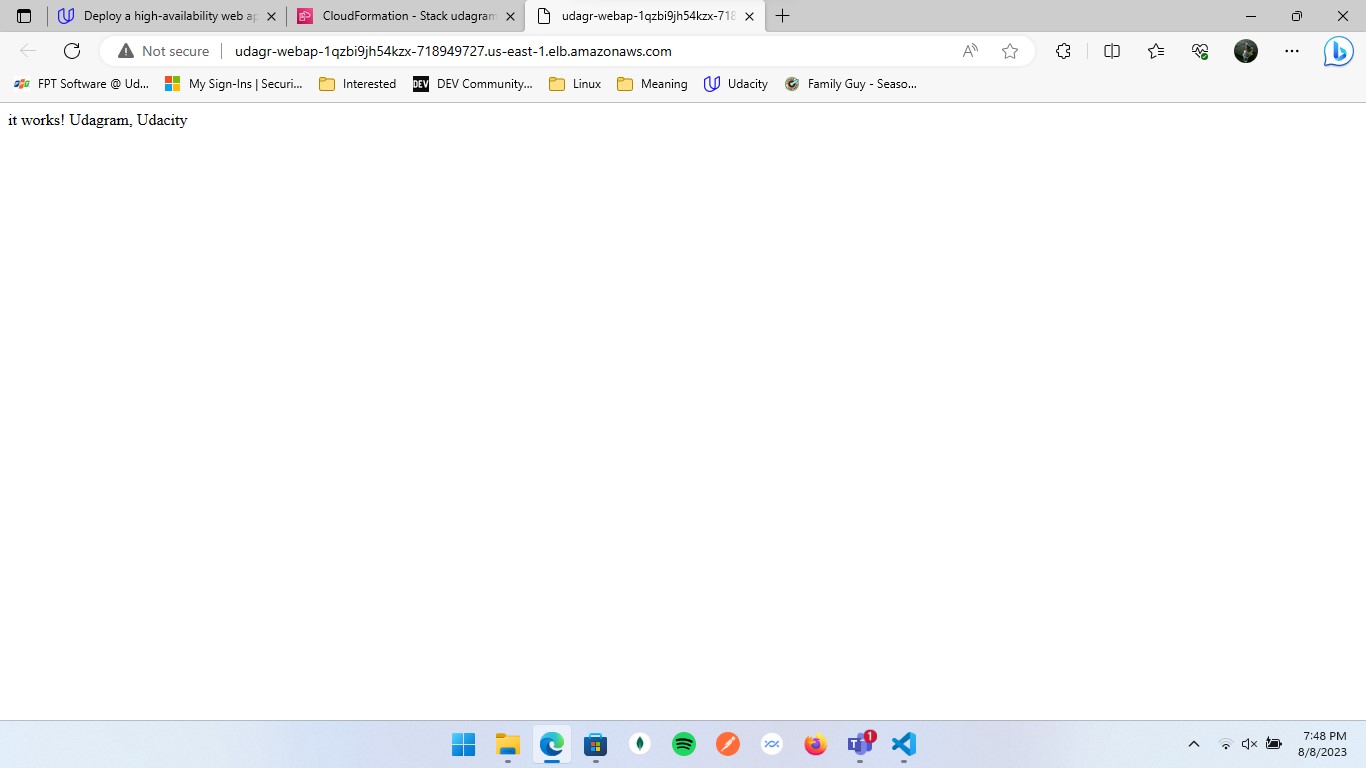 Deploy a high-availability web ap
CloudFormation - Stack udagram
udagr-webap-1qzbi9jh54kzx-718
Not secure
udagr-webap-1qzbi9jh54kzx-718949727.us-east-1.elb.amazonaws.com
FPT Software @ Ud...
My Sign-Ins | Securi...
Interested
DEV
DEV Community...
Linux
Meaning
Udacity
Family Guy - Seaso...
it works! Udagram, Udacity
1
7:48 PM
8/8/2023